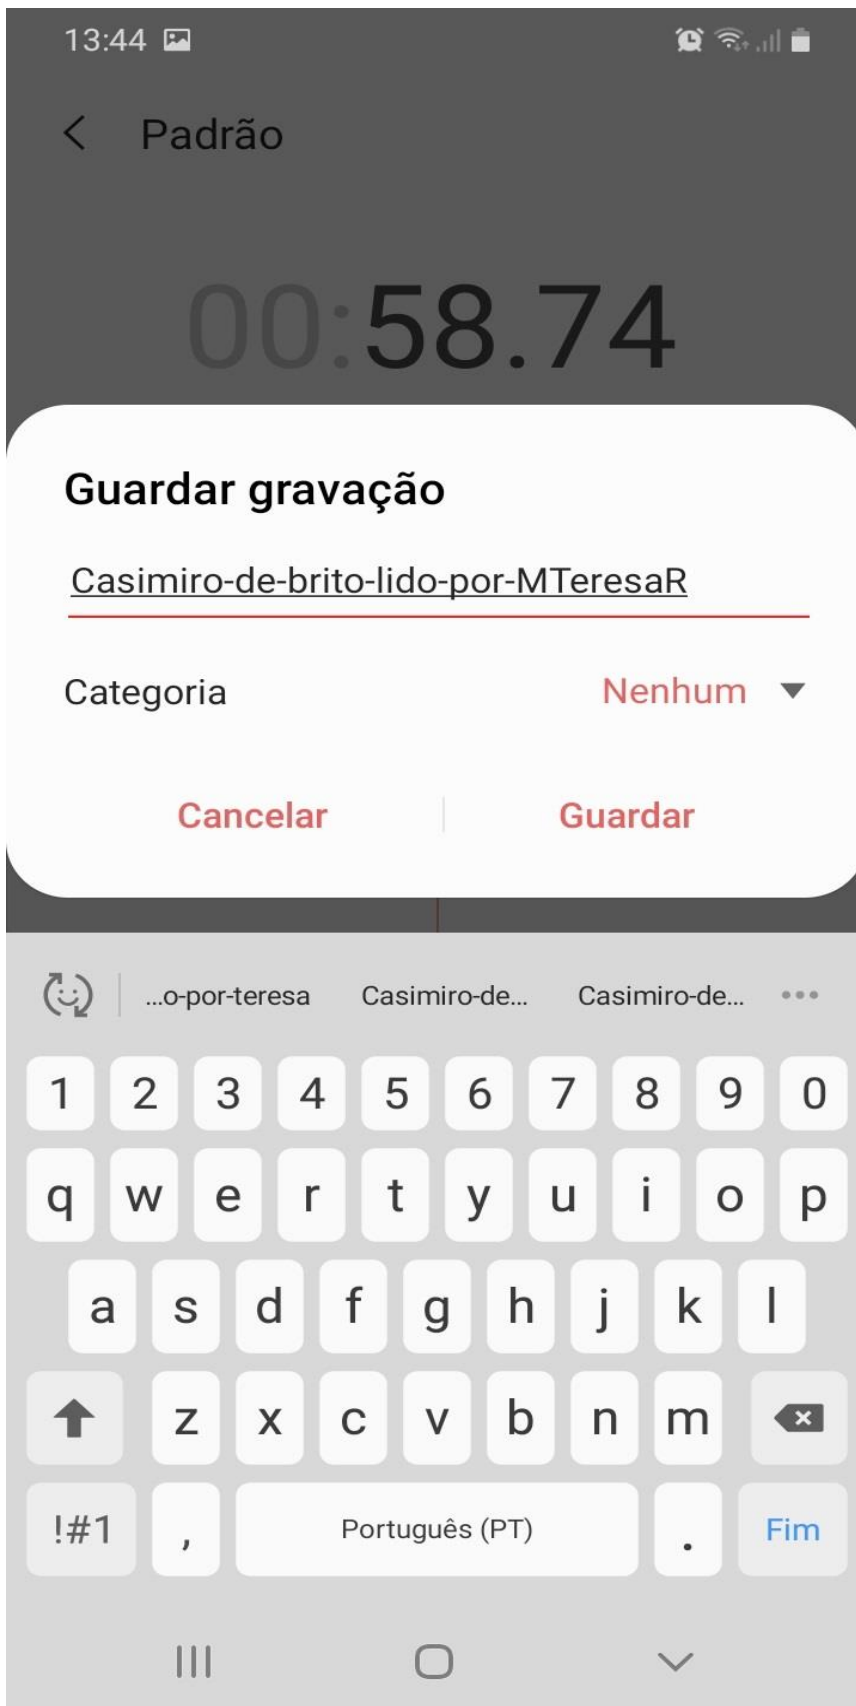 13:44
Padrão
00:58.74
Guardar gravação
Casimiro-de-brito-lido-por-MTeresaR
Categoria Nenhum
Cancelar Guardar
...o-por-teresa Casimiro-de... Casimiro-de...
1 2 3 4 5 6 7 8 9 0
q w e r t y u i o p
a s d f g h j k l
z x c v b n m
!#1 , Português (PT) . Fim